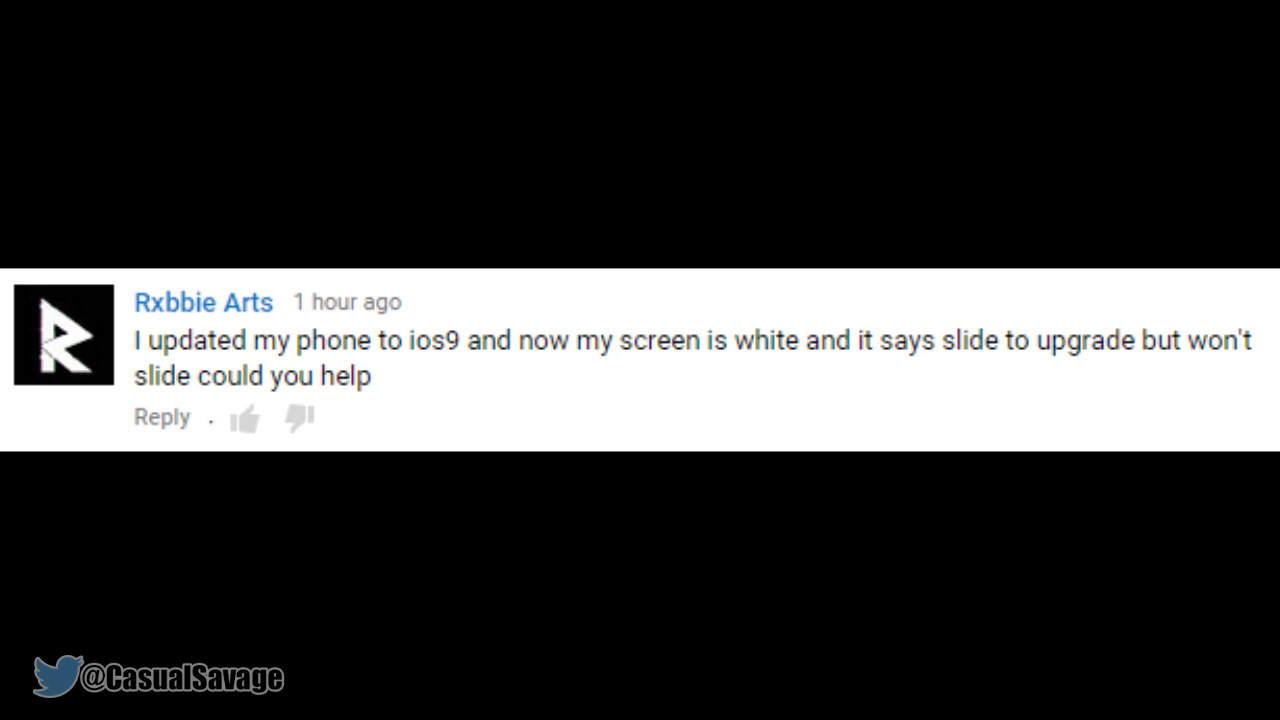 Rxbbie Arts 1 hour ago
I updated my phone to ios9 and now my screen is white and it says slide to upgrade but won't
slide could you help
Reply .
@CasualSavage